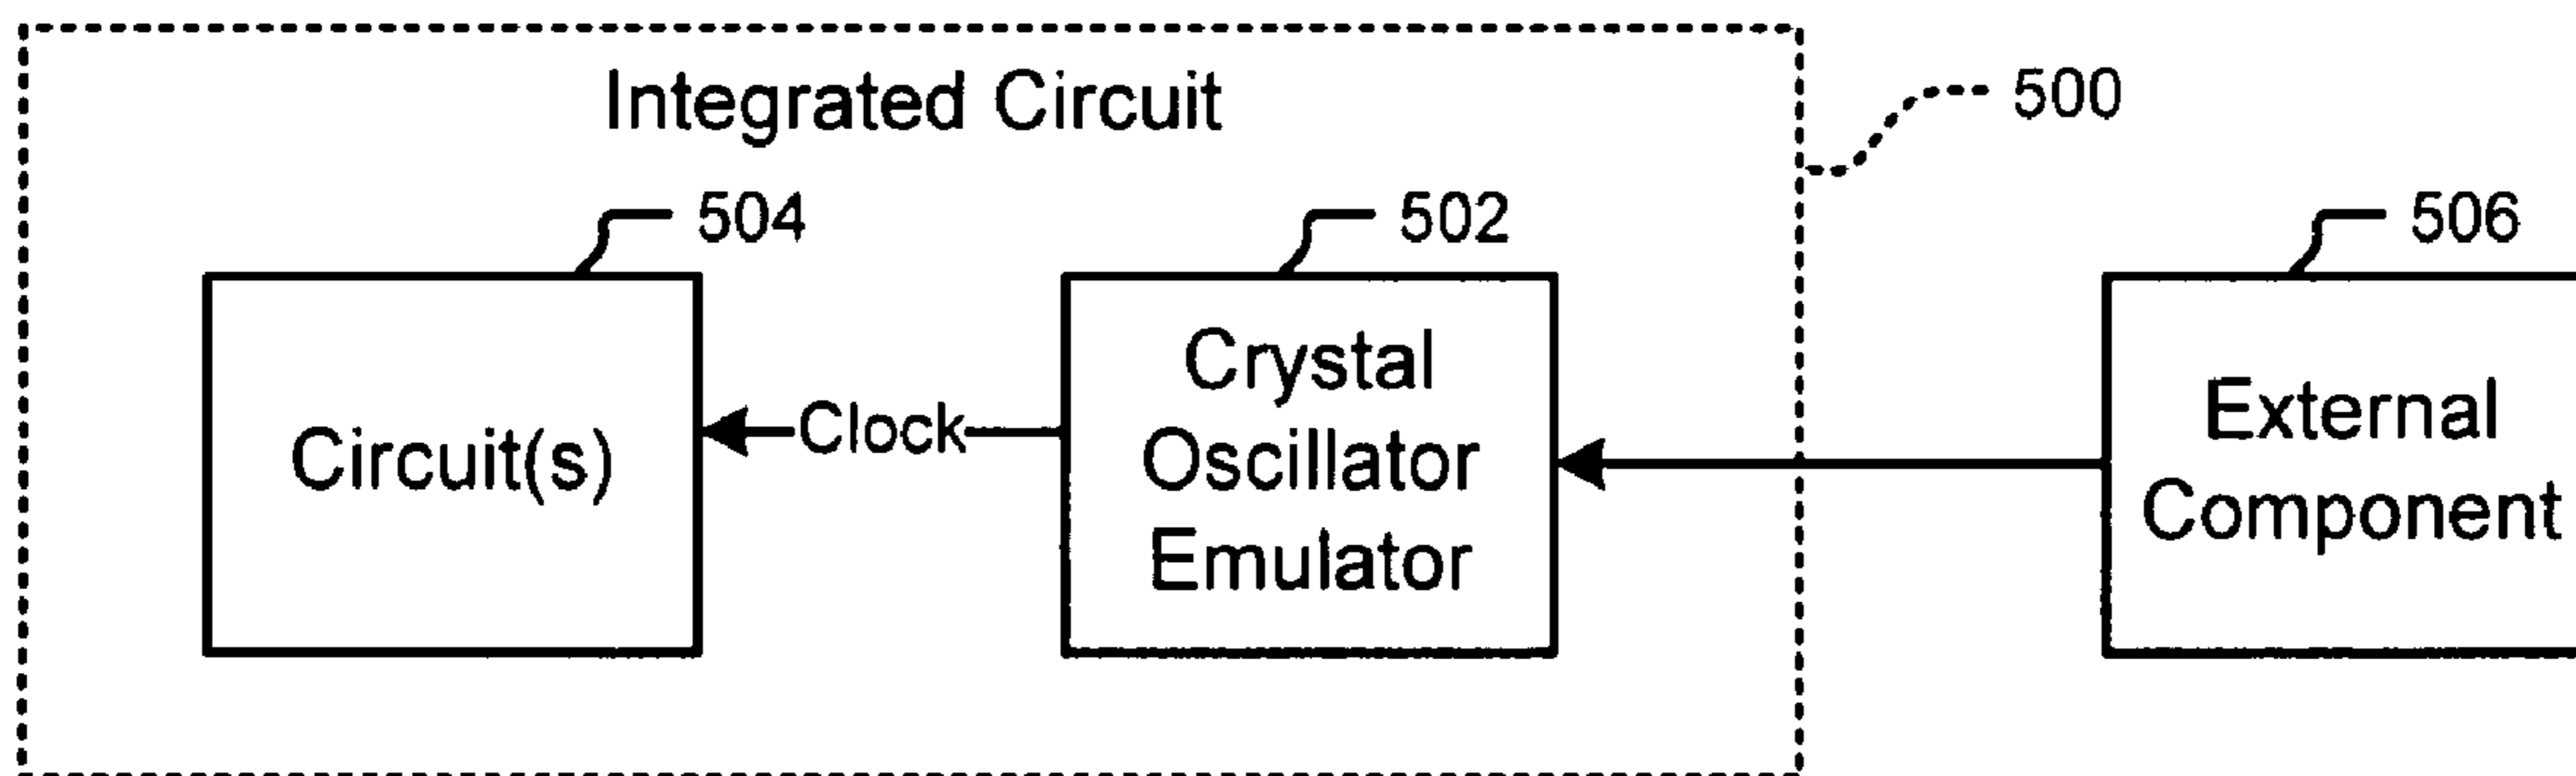 Integrated Circuit
500
504
502
506
Circuit(s)
Clock
Crystal
Oscillator
Emulator
External
Component